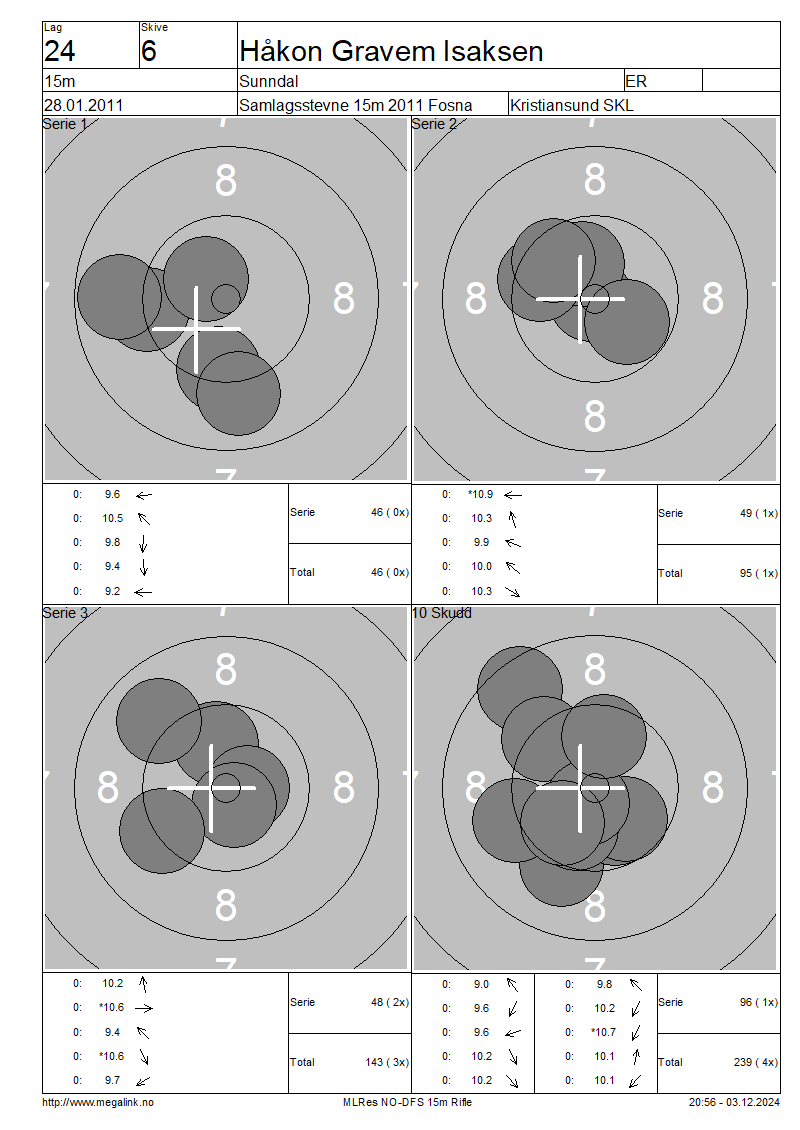 Lag
Skive
24
6
Håkon Gravem Isaksen
15m
Sunndal
ER
28.01.2011
Samlagsstevne 15m 2011 Fosna
Kristiansund SKL
Serie 1
7
8
7
8
7
Serie 2
7
8
8
8
7
8
7
0: 9.6
0: 10.5
0: 9.8
0: 9.4
0: 9.2
Serie 46 ( 0x)
Total 46 ( 0x)
0: *10.9
0: 10.3
0: 9.9
0: 10.0
0: 10.3
Serie 49 ( 1x)
Total 95 ( 1x)
Serie 3
7
8
7
8
8
8
7
10 Skudd
7
8
7
8
8
7
8
7
0: 10.2
0: *10.6
0: 9.4
0: *10.6
0: 9.7
Serie 48 ( 2x)
Total 143 ( 3x)
0: 9.0
0: 9.6
0: 9.6
0: 10.2
0: 10.2
0: 9.8
0: 10.2
0: *10.7
0: 10.1
0: 10.1
Serie 96 ( 1x)
Total 239 ( 4x)
http://www.megalink.no
MLRes NO-DFS 15m Rifle
20:56 - 03.12.2024